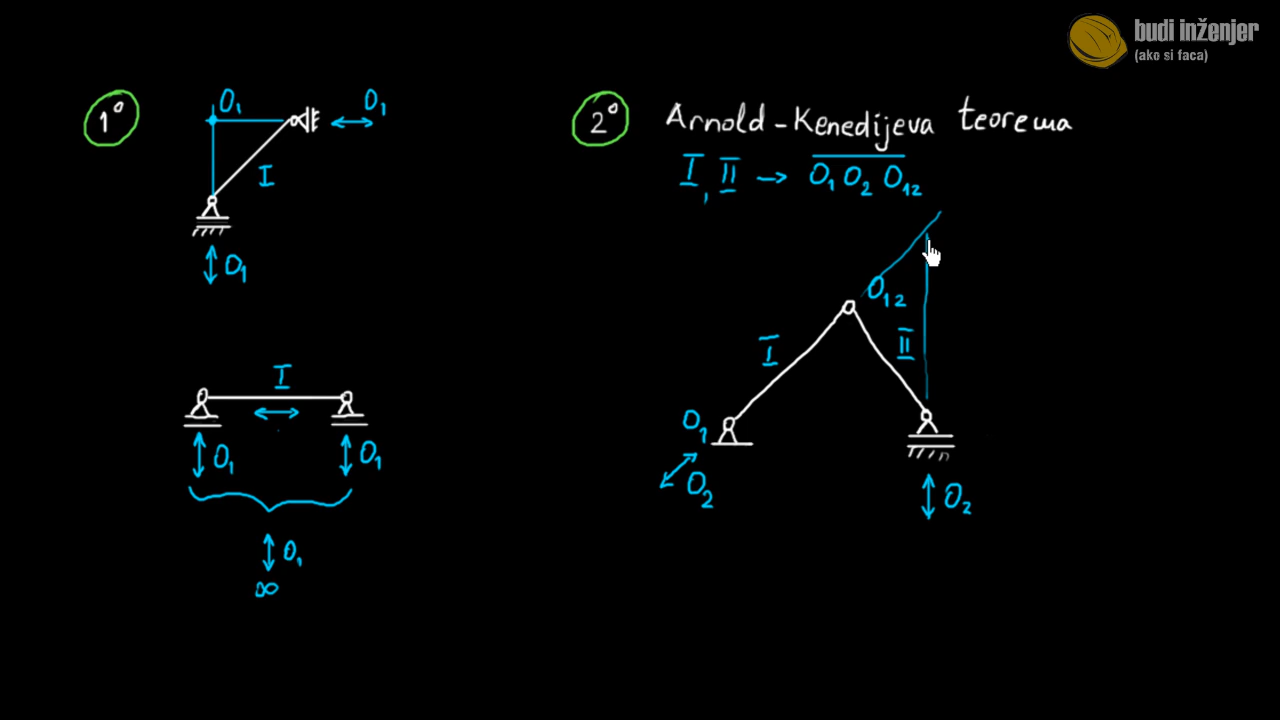 budi inženjer
(ako si faca)
1°
O₁
O₁
I
O₁
I
O₁
O₁
O₁
∞
2° Arnold-Kenedijeva teorema
I, II → O₁ O₂ O₁₂
O₁₂
I
II
O₁
O₂
O₂